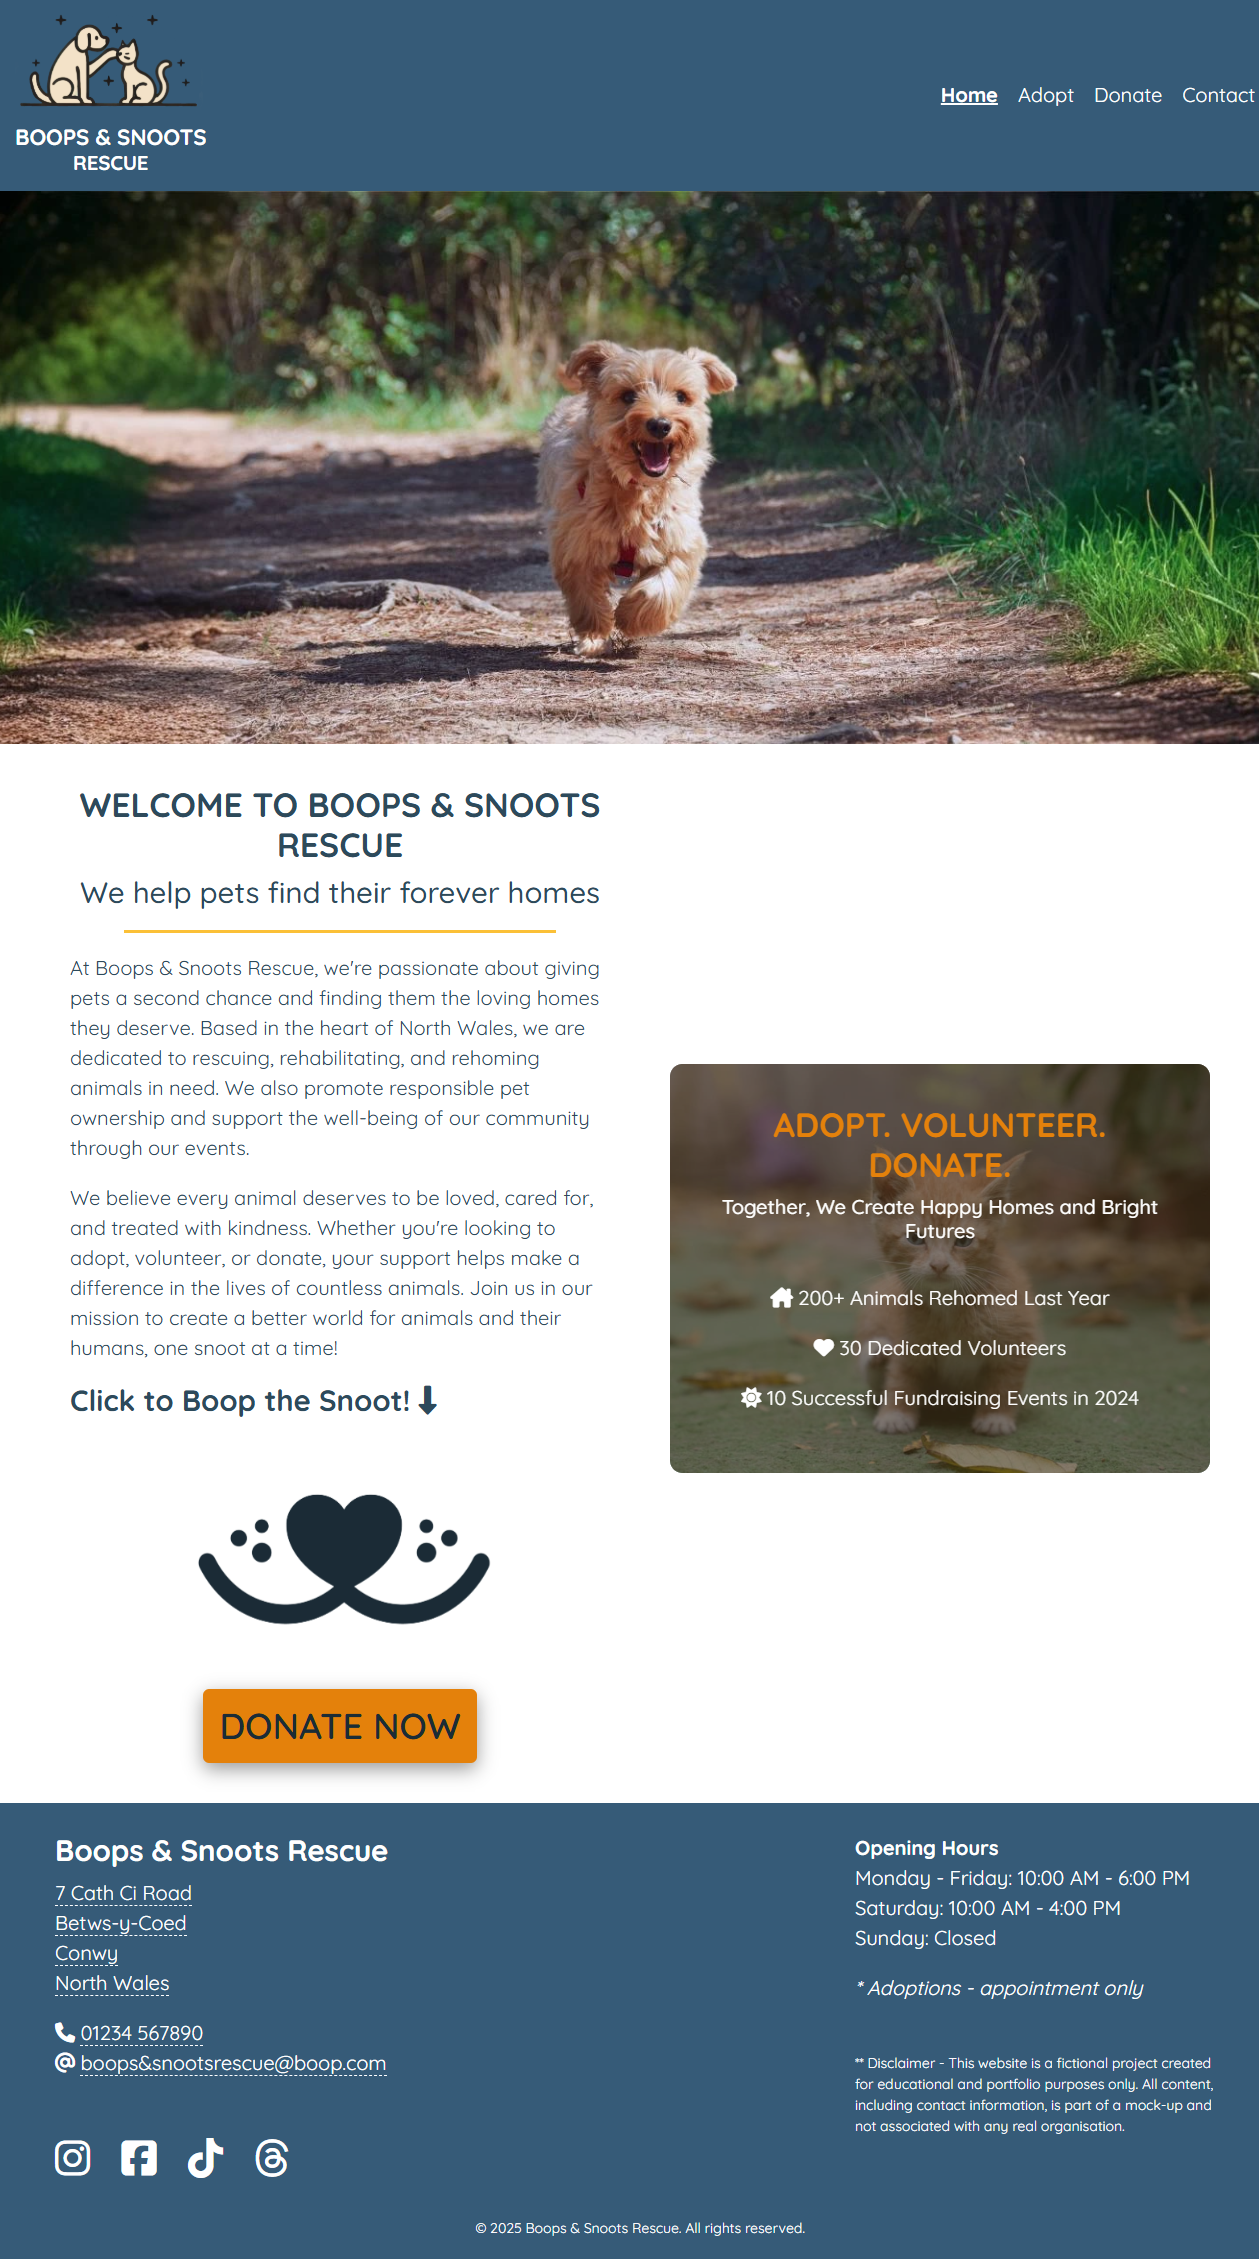 BOOPS & SNOOTS
RESCUE
Home Adopt Donate Contact
WELCOME TO BOOPS & SNOOTS
RESCUE
We help pets find their forever homes
At Boops & Snoots Rescue, we're passionate about giving
pets a second chance and finding them the loving homes
they deserve. Based in the heart of North Wales, we are
dedicated to rescuing, rehabilitating, and rehoming
animals in need. We also promote responsible pet
ownership and support the well-being of our community
through our events.
We believe every animal deserves to be loved, cared for,
and treated with kindness. Whether you're looking to
adopt, volunteer, or donate, your support helps make a
difference in the lives of countless animals. Join us in our
mission to create a better world for animals and their
humans, one snoot at a time!
Click to Boop the Snoot!
DONATE NOW
ADOPT. VOLUNTEER.
DONATE.
Together, We Create Happy Homes and Bright
Futures
200+ Animals Rehomed Last Year
30 Dedicated Volunteers
10 Successful Fundraising Events in 2024
Boops & Snoots Rescue
7 Cath Ci Road
Betws-y-Coed
Conwy
North Wales
01234 567890
boops&snootsrescue@boop.com
Opening Hours
Monday - Friday: 10:00 AM - 6:00 PM
Saturday: 10:00 AM - 4:00 PM
Sunday: Closed
* Adoptions - appointment only
** Disclaimer - This website is a fictional project created
for educational and portfolio purposes only. All content,
including contact information, is part of a mock-up and
not associated with any real organisation.
© 2025 Boops & Snoots Rescue. All rights reserved.